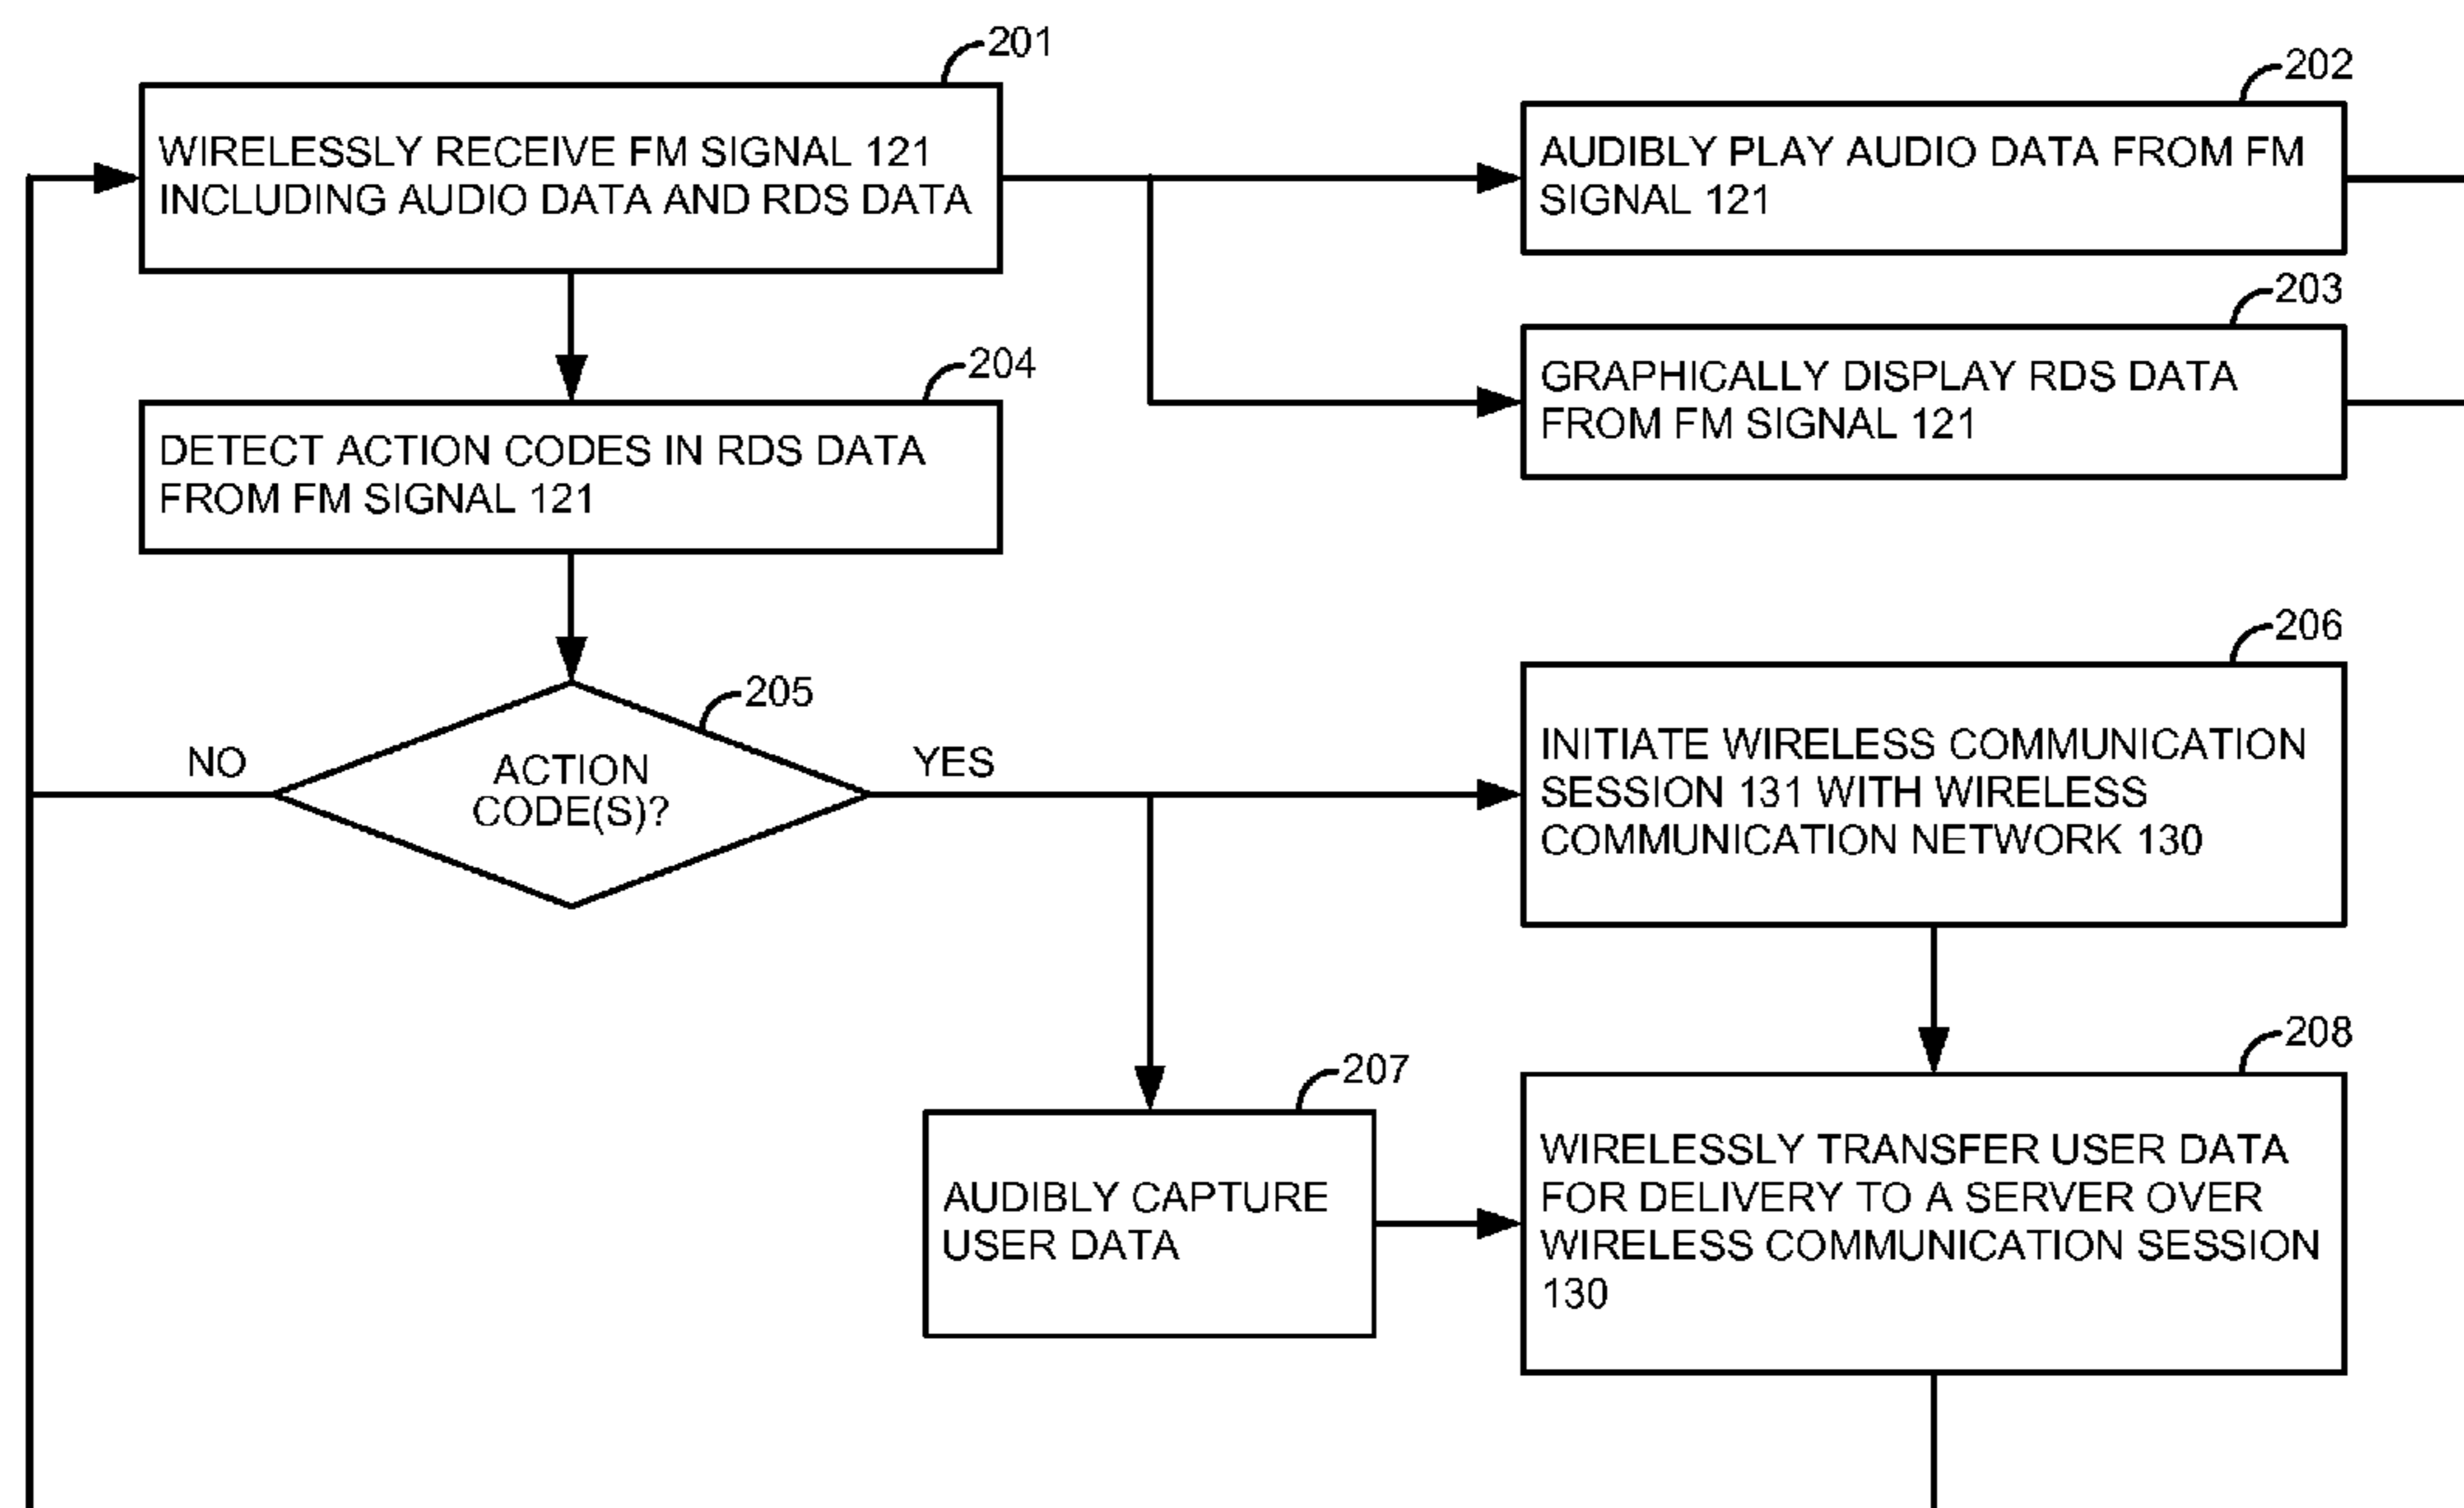 201
WIRELESSLY RECEIVE FM SIGNAL 121
INCLUDING AUDIO DATA AND RDS DATA
202
AUDIBLY PLAY AUDIO DATA FROM FM
SIGNAL 121
203
GRAPHICALLY DISPLAY RDS DATA
FROM FM SIGNAL 121
204
DETECT ACTION CODES IN RDS DATA
FROM FM SIGNAL 121
205
ACTION
CODE(S)?
NO
YES
206
INITIATE WIRELESS COMMUNICATION
SESSION 131 WITH WIRELESS
COMMUNICATION NETWORK 130
207
AUDIBLY CAPTURE
USER DATA
208
WIRELESSLY TRANSFER USER DATA
FOR DELIVERY TO A SERVER OVER
WIRELESS COMMUNICATION SESSION
130